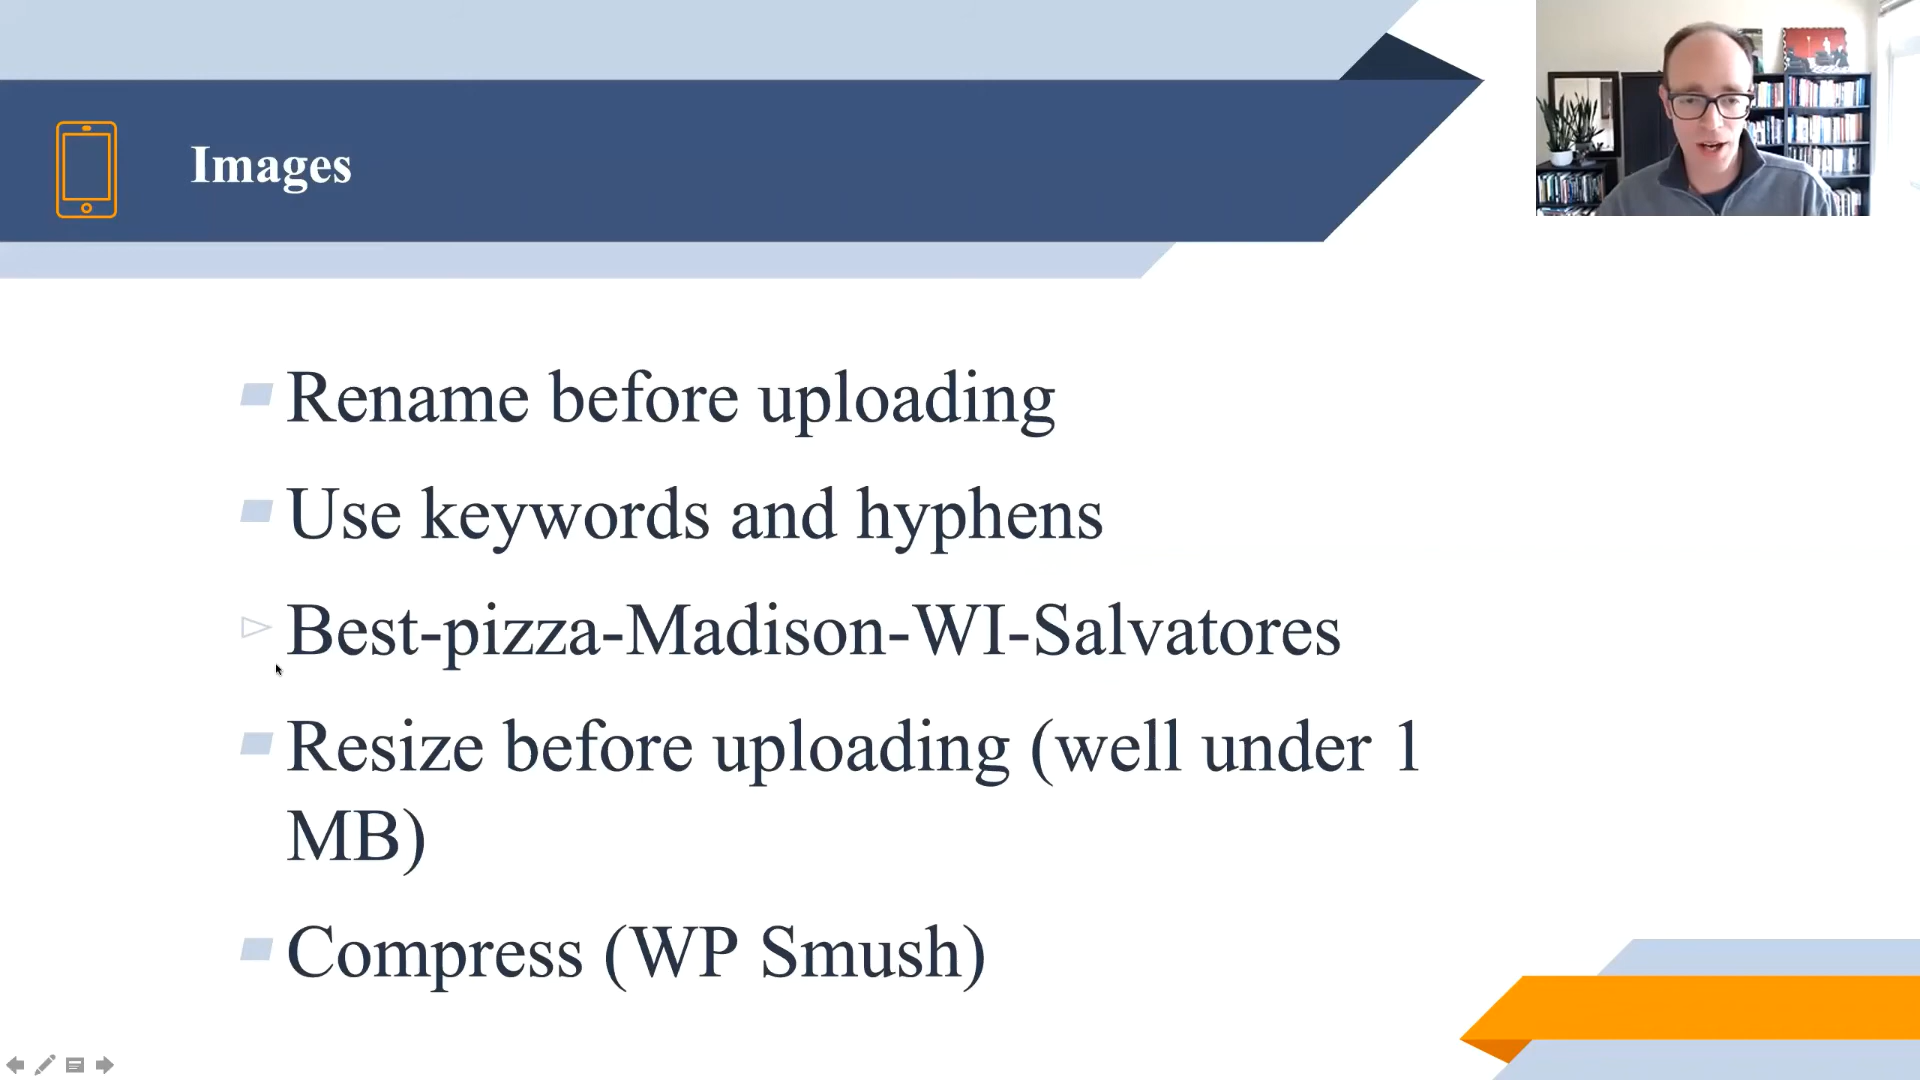 Images
Rename before uploading
Use keywords and hyphens
Best-pizza-Madison-WI-Salvatores
Resize before uploading (well under 1
MB)
Compress (WP Smush)